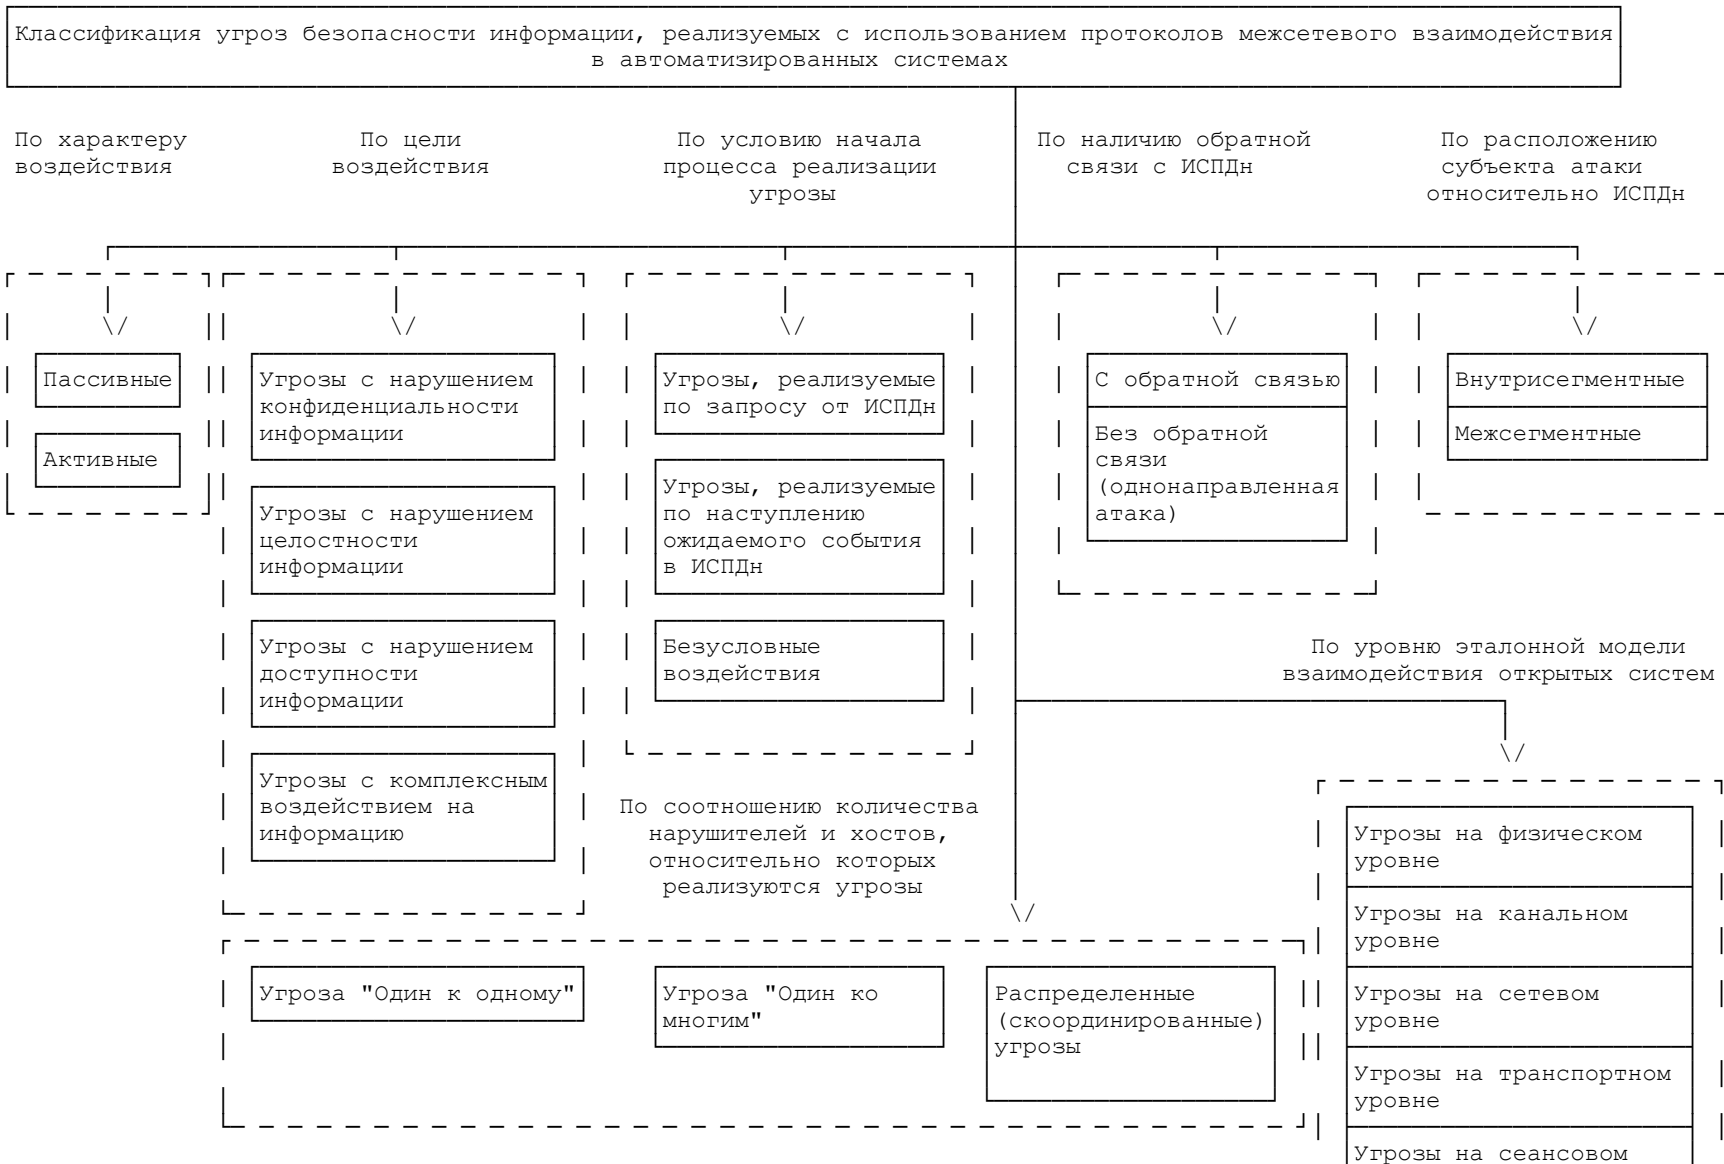 Классификация угроз безопасности информации, реализуемых с использованием протоколов межсетевого взаимодействия
в автоматизированных системах
По характеру
воздействия
По цели
воздействия
По условию начала
процесса реализации
угрозы
По наличию обратной
связи с ИСПДн
По расположению
субъекта атаки
относительно ИСПДн
Пассивные
Активные
Угрозы с нарушением
конфиденциальности
информации
Угрозы с нарушением
целостности
информации
Угрозы с нарушением
доступности
информации
Угрозы с комплексным
воздействием на
информацию
Угрозы, реализуемые
по запросу от ИСПДн
Угрозы, реализуемые
по наступлению
ожидаемого события
в ИСПДн
Безусловные
воздействия
С обратной связью
Без обратной
связи
(однонаправленная
атака)
Внутрисегментные
Межсегментные
По соотношению количества
нарушителей и хостов,
относительно которых
реализуются угрозы
Угроза "Один к одному"
Угроза "Один ко
многим"
Распределенные
(скоординированные)
угрозы
По уровню эталонной модели
взаимодействия открытых систем
Угрозы на физическом
уровне
Угрозы на канальном
уровне
Угрозы на сетевом
уровне
Угрозы на транспортном
уровне
Угрозы на сеансовом